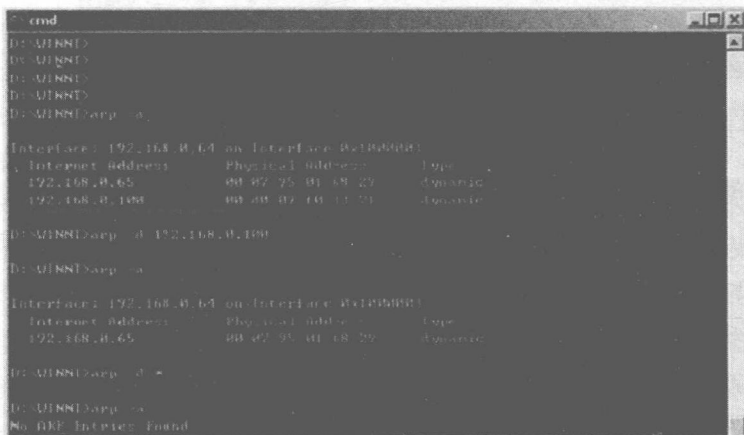 cmd
D:\WINNT>
D:\WINNT>
D:\WINNT>
D:\WINNT>
D:\WINNT>arp -a
Interface: 192.168.0.64 on Interface
Internet Address Physical Address Type
192.168.0.65 dynamic
192.168.0.100 dynamic
D:\WINNT>arp -d 192.168.0.100
D:\WINNT>arp -a
Interface: 192.168.0.64 on Interface
Internet Address Physical Address Type
192.168.0.65 dynamic
D:\WINNT>arp -d *
D:\WINNT>arp -a
No ARP Entries Found